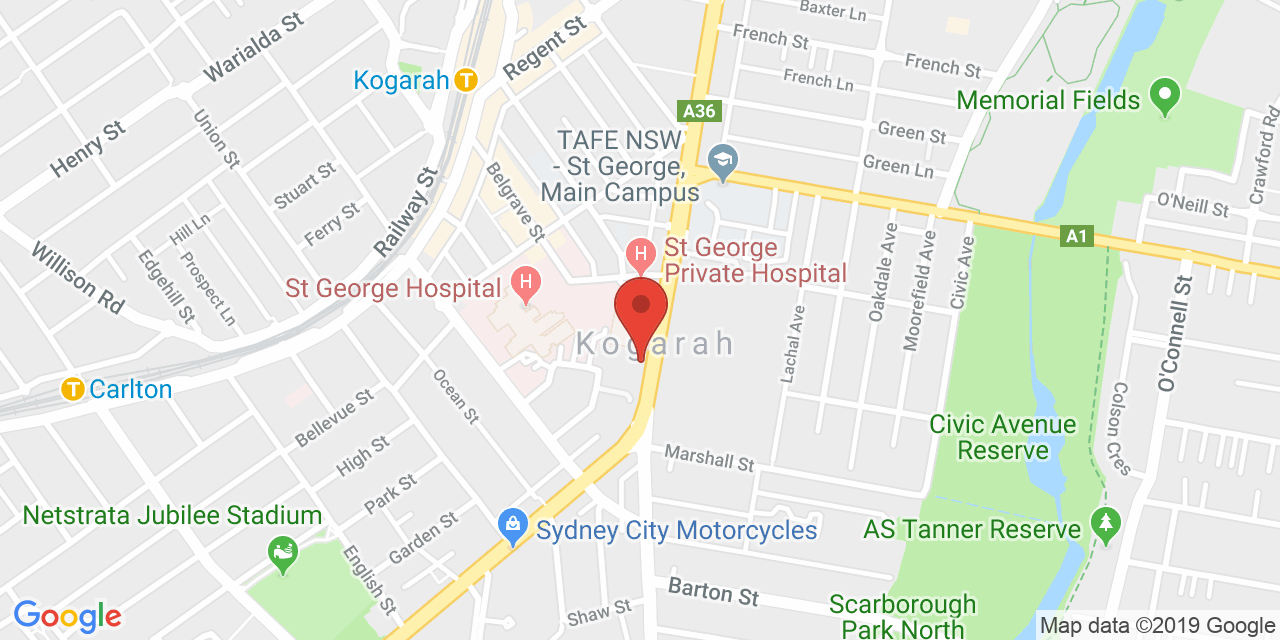 Baxter Ln
Warialda St
Regent St
French St
French St
Kogarah
T
French Ln
Memorial Fields
A36
Henry St
Union St
TAFE NSW
- St George,
Main Campus
Green St
Green Ln
Crawford Rd
Stuart St
Belgrave St
Railway St
O'Neill St
Hill Ln
Ferry St
A1
Willison Rd
Edgehill St
Prospect Ln
H
St George
Private Hospital
Oakdale Ave
Moorefield Ave
Civic Ave
St George Hospital
H
O'Connell St
Kogarah
Lachal Ave
T
Carlton
Ocean St
Colson Cres
Bellevue St
Civic Avenue
Reserve
High St
Marshall St
Park St
Netstrata Jubilee Stadium
Garden St
Sydney City Motorcycles
AS Tanner Reserve
English St
Barton St
Shaw St
Scarborough
Park North
Google
Map data ©2019 Google